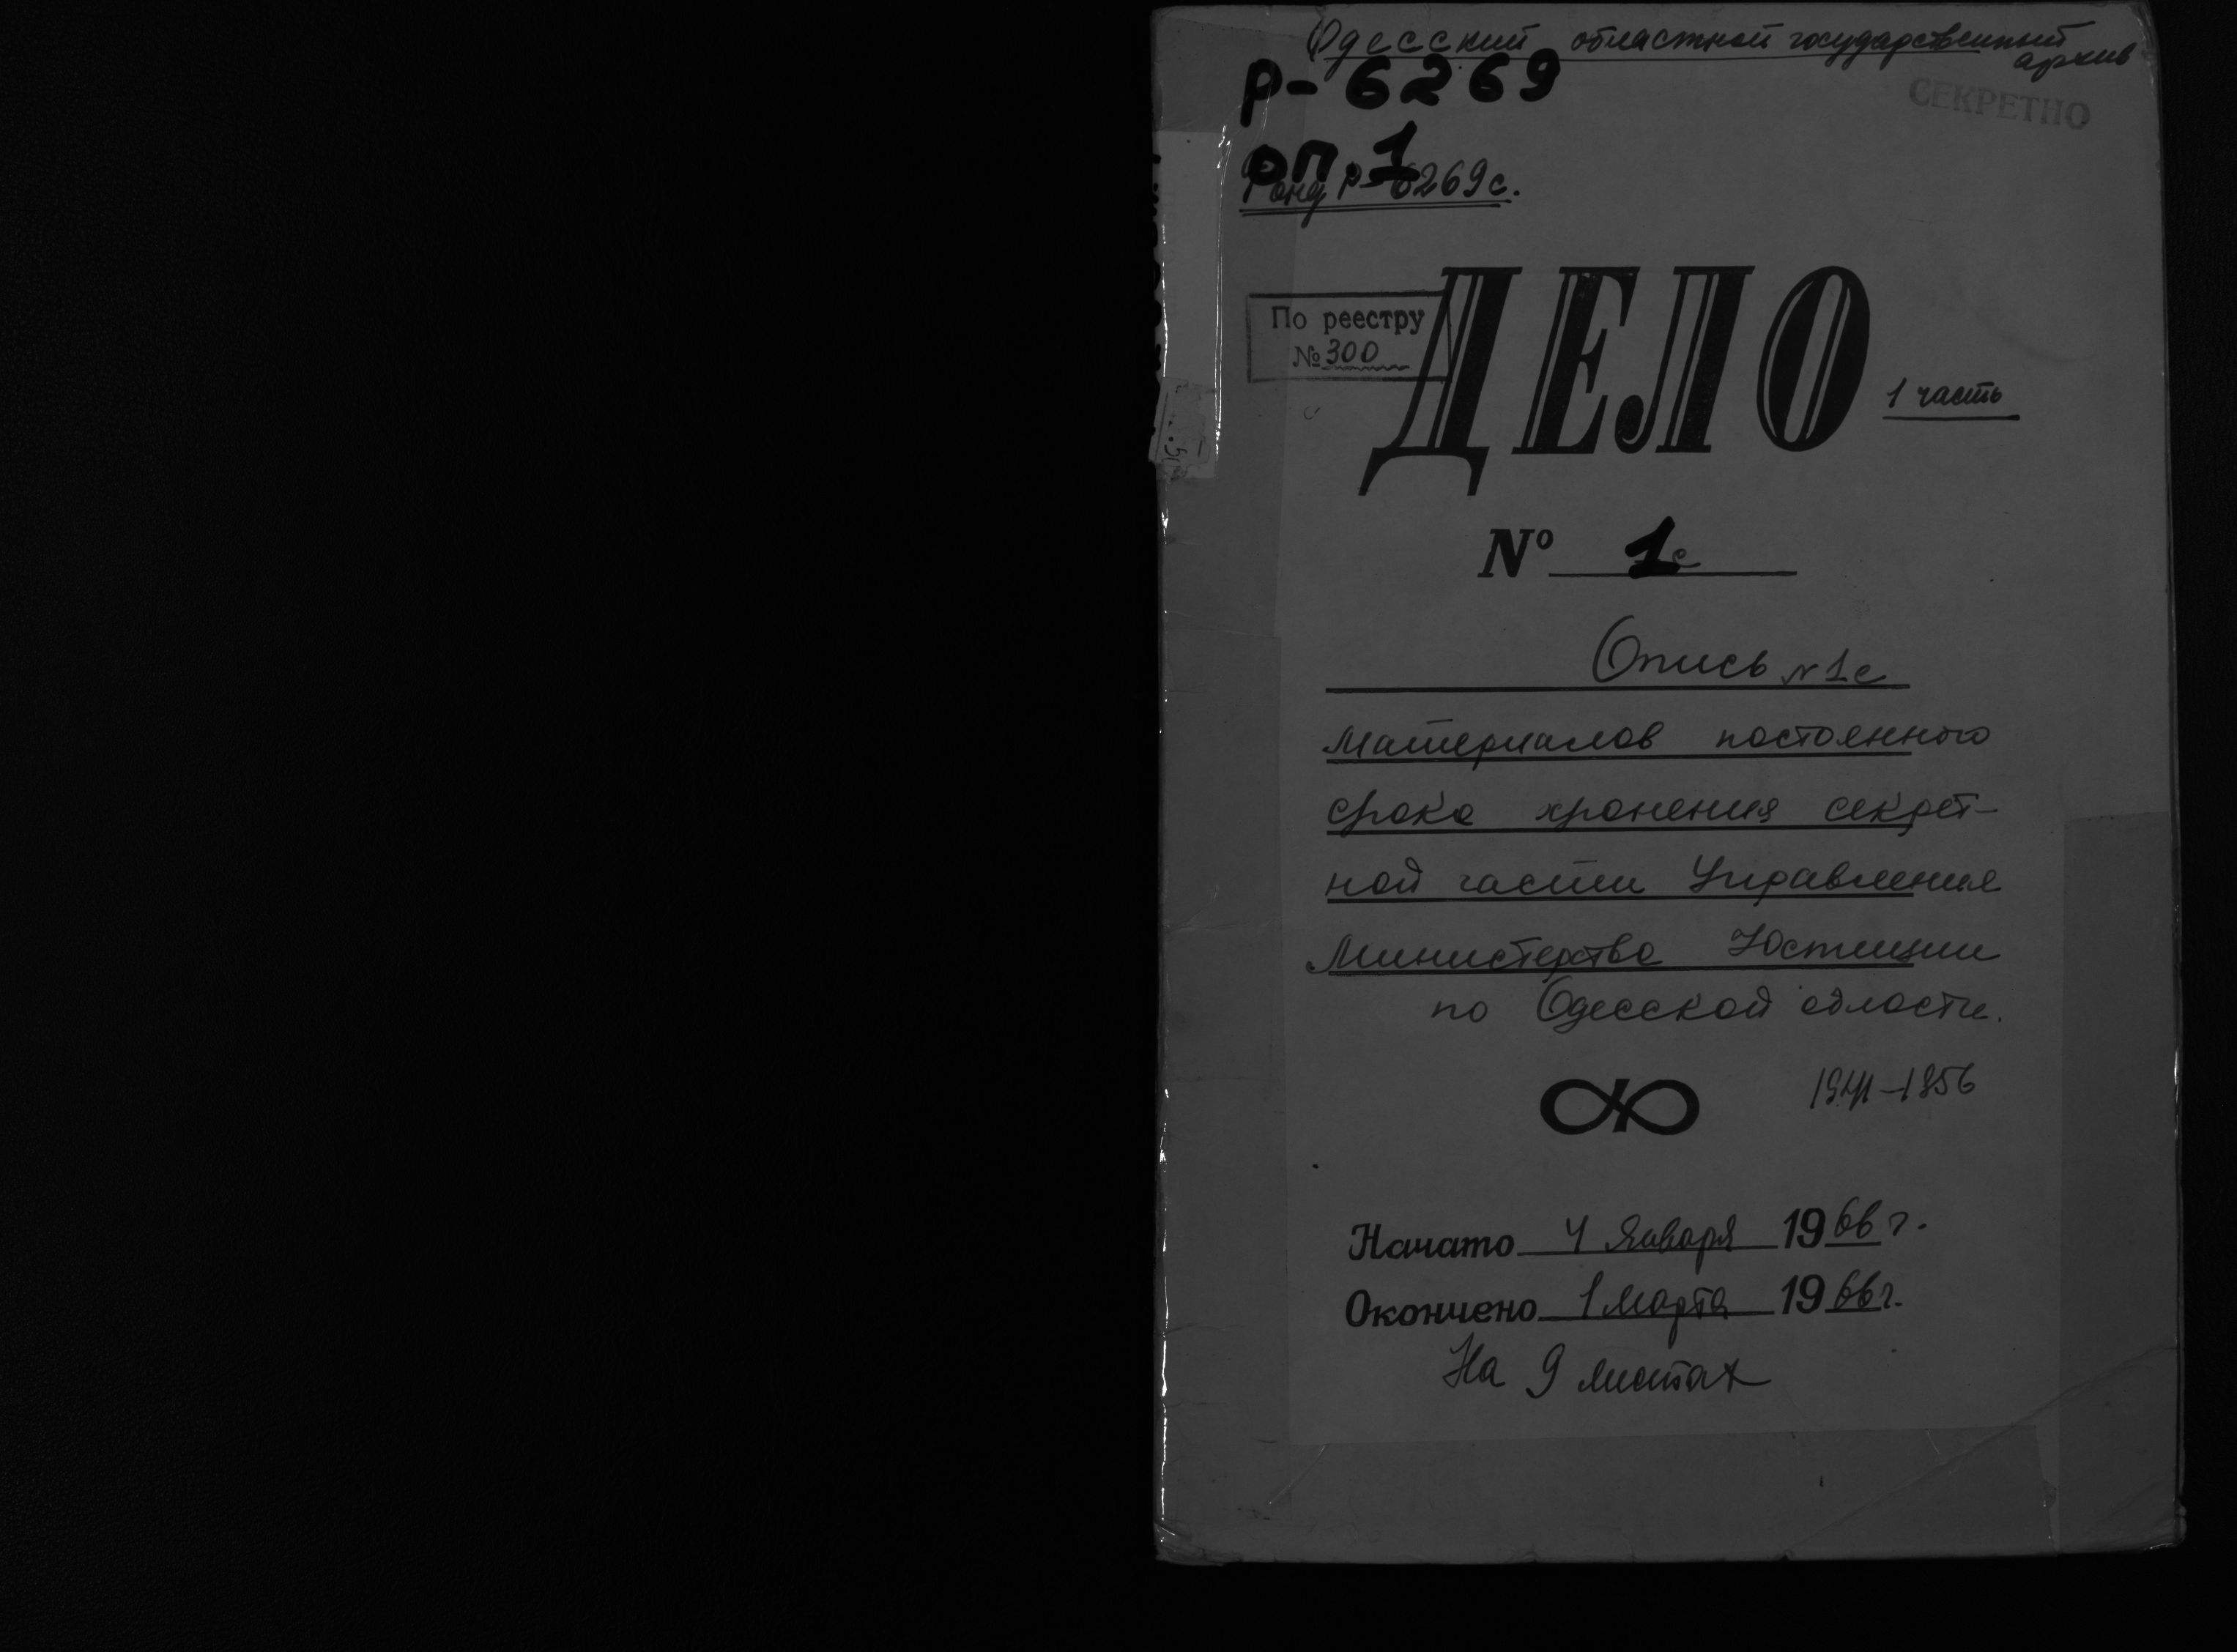 Одесский областной государственный
архив
Р-6269
СЕКРЕТНО
оп. 1
Фонд Р-6269с.
По реестру
№ 300
ДЕЛО
1 часть
№ 1с
Опись №1с
материалов постоянного
срока хранения секрет-
ной части Управления
Министерства Юстиции
по Одесской области.
1941-1956
Начато 4 января 1966 г.
Окончено 1 марта 1966 г.
На 9 листах